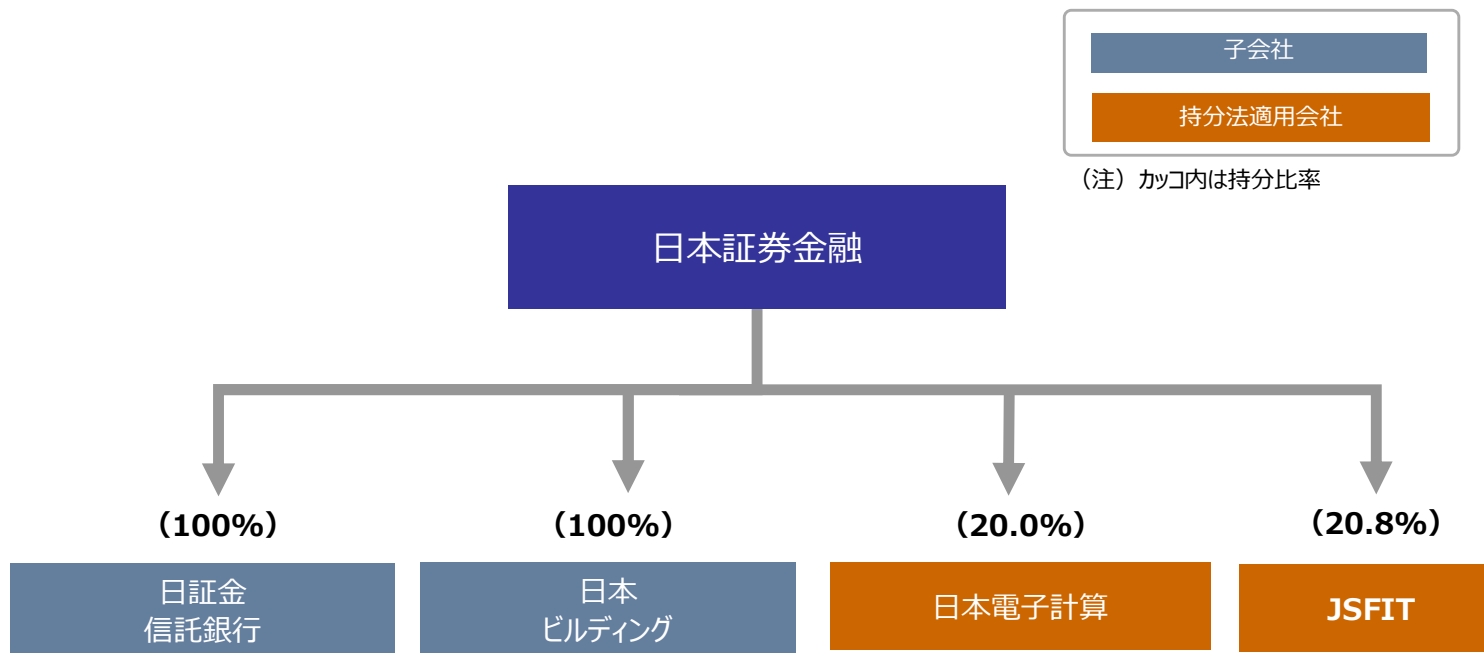 子会社
持分法適用会社
（注）カッコ内は持分比率
日本証券金融
（100%）
（100%）
（20.0%）
（20.8%）
日証金
信託銀行
日本
ビルディング
日本電子計算
JSFIT